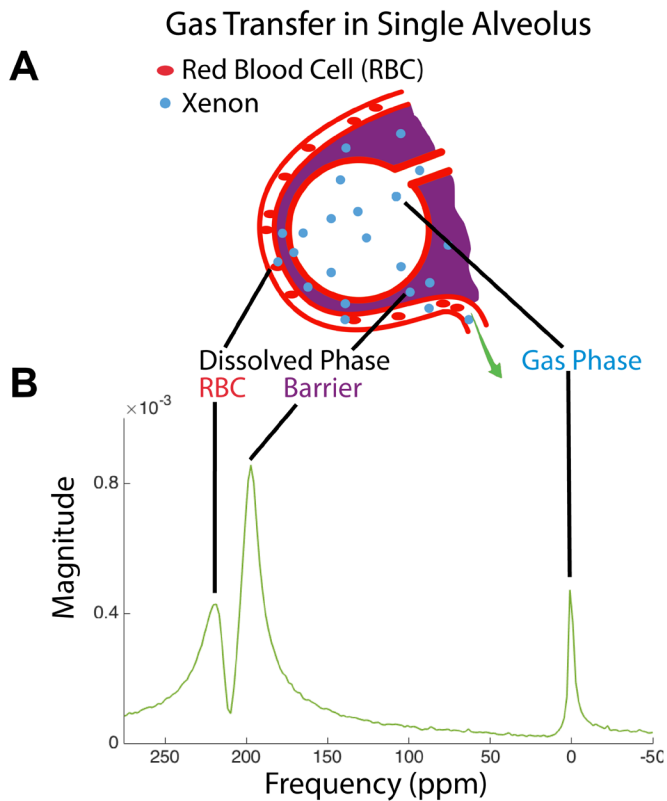 Gas Transfer in Single Alveolus
A
Red Blood Cell (RBC)
Xenon
Dissolved Phase
RBC
Barrier
Gas Phase
B
×10⁻³
0.8
0.4
0
Magnitude
250
200
150
100
50
0
-50
Frequency (ppm)